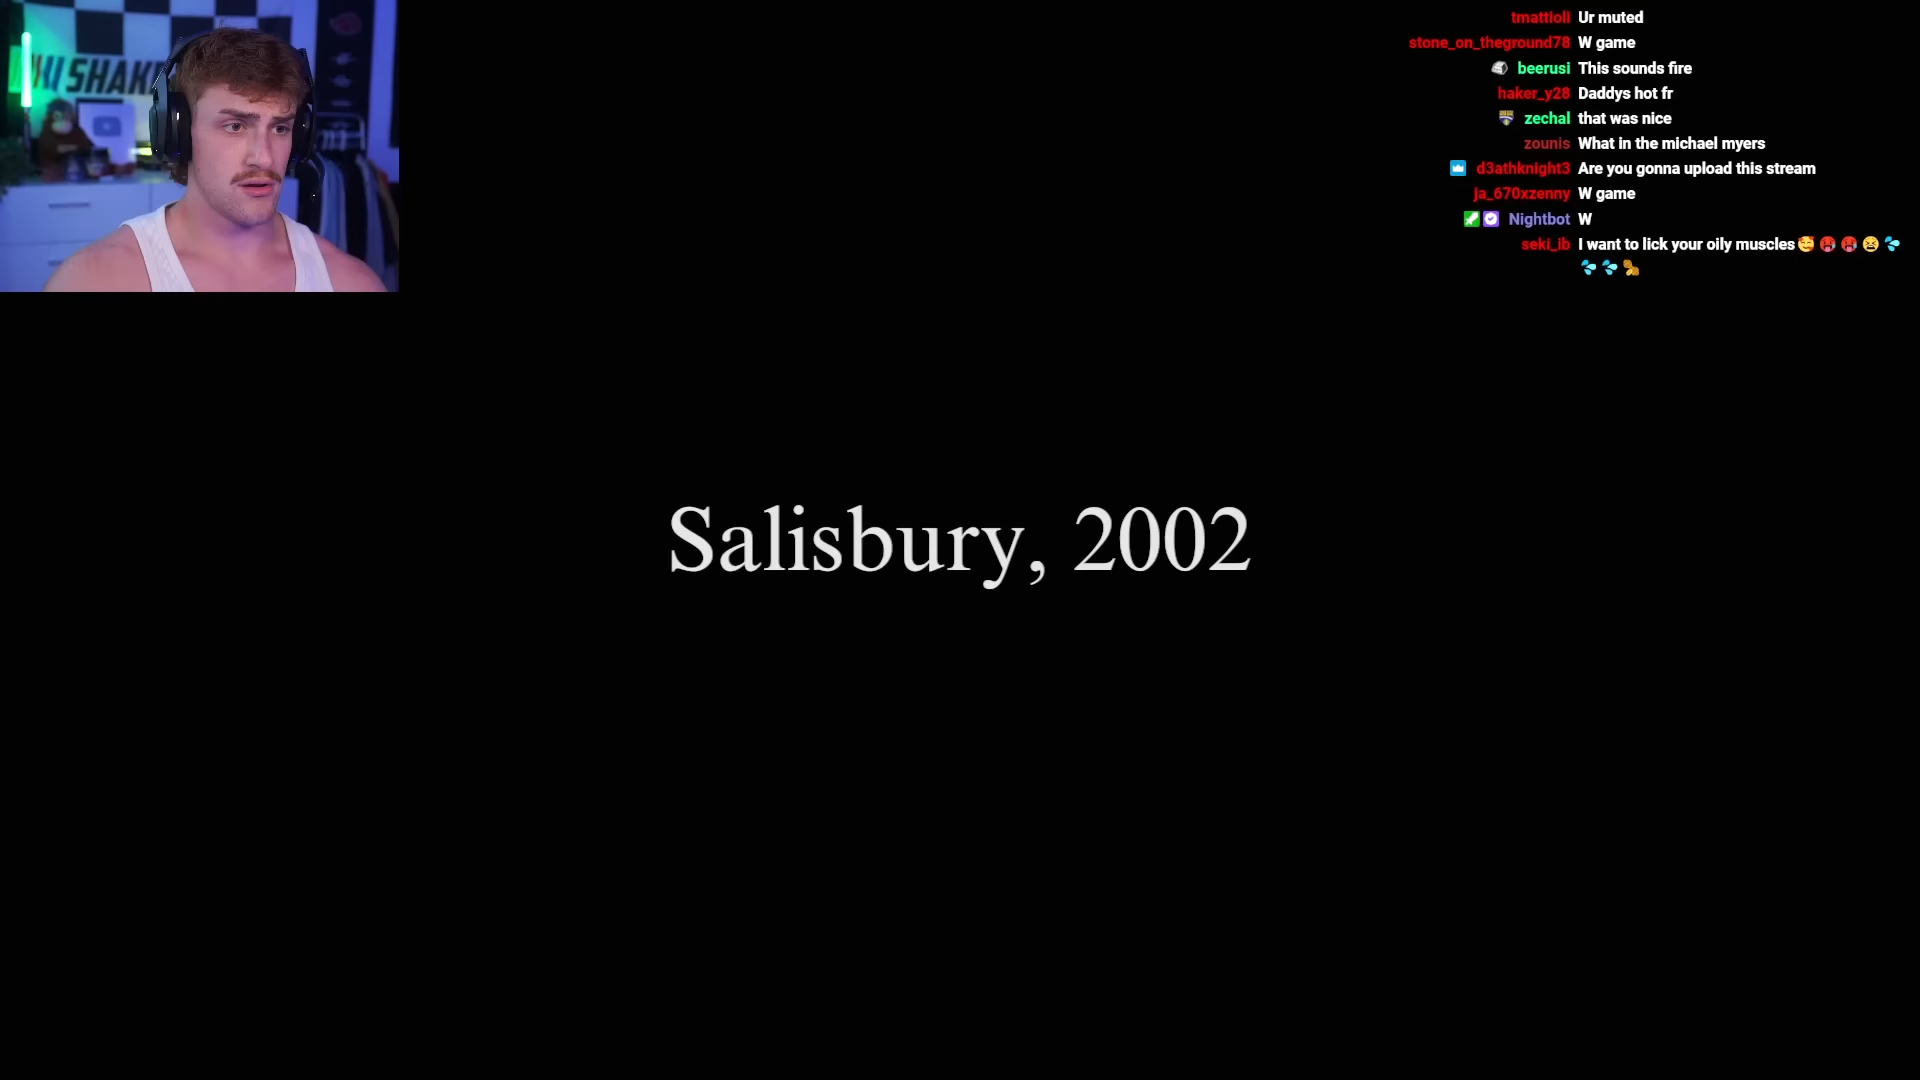 SHAK
tmattioli Ur muted
stone_on_theground78 W game
beerusi This sounds fire
haker_y28 Daddys hot fr
zechal that was nice
zounis What in the michael myers
d3athknight3 Are you gonna upload this stream
ja_670xzenny W game
Nightbot W
seki_ib I want to lick your oily muscles🥰🥵🥵😫💦
💦💦🥜
Salisbury, 2002